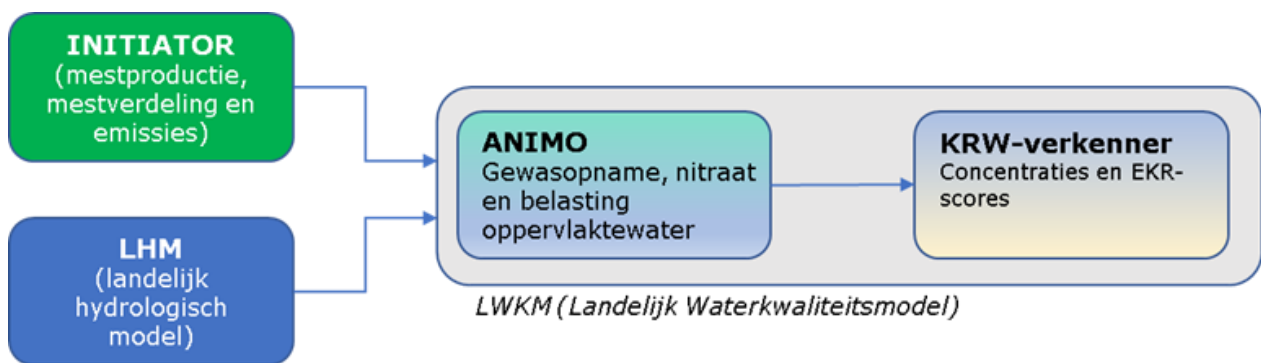 INITIATOR
(mestproductie,
mestverdeling en
emissies)
LHM
(landelijk
hydrologisch
model)
ANIMO
Gewasopname, nitraat
en belasting
oppervlaktewater
KRW-verkenner
Concentraties en EKR-
scores
LWKM (Landelijk Waterkwaliteitsmodel)